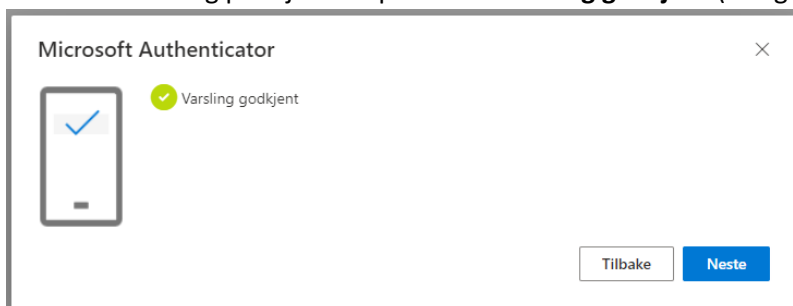 Microsoft Authenticator
Varsling godkjent
Tilbake
Neste